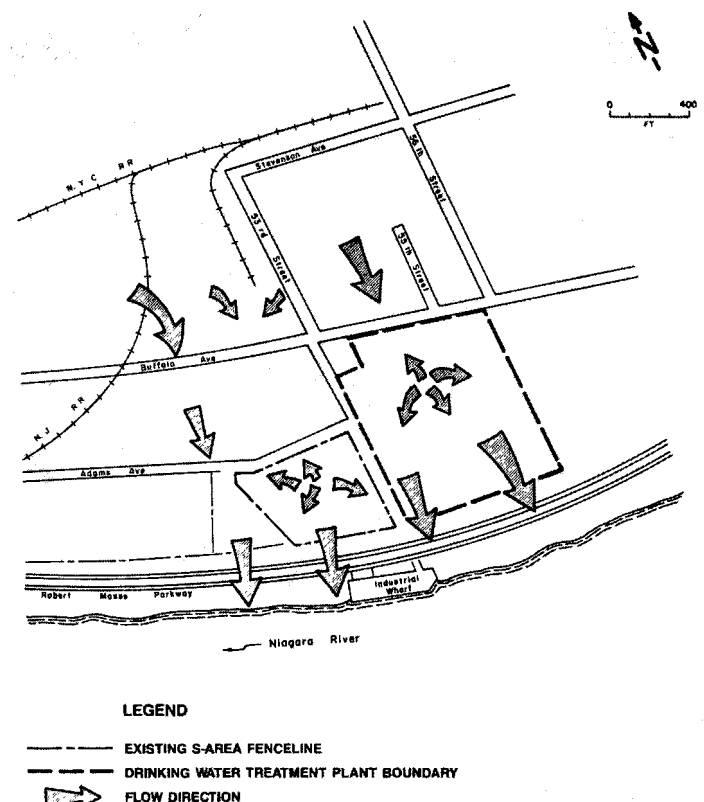 N
0 400
FT
N.Y.C RR
Stevenson Ave
56 th Street
53 rd Street
55 th Street
Buffalo Ave
N.J RR
Adams Ave
Robert Moses Parkway
Industrial
Wharf
Niagara River
LEGEND
EXISTING S-AREA FENCELINE
DRINKING WATER TREATMENT PLANT BOUNDARY
FLOW DIRECTION